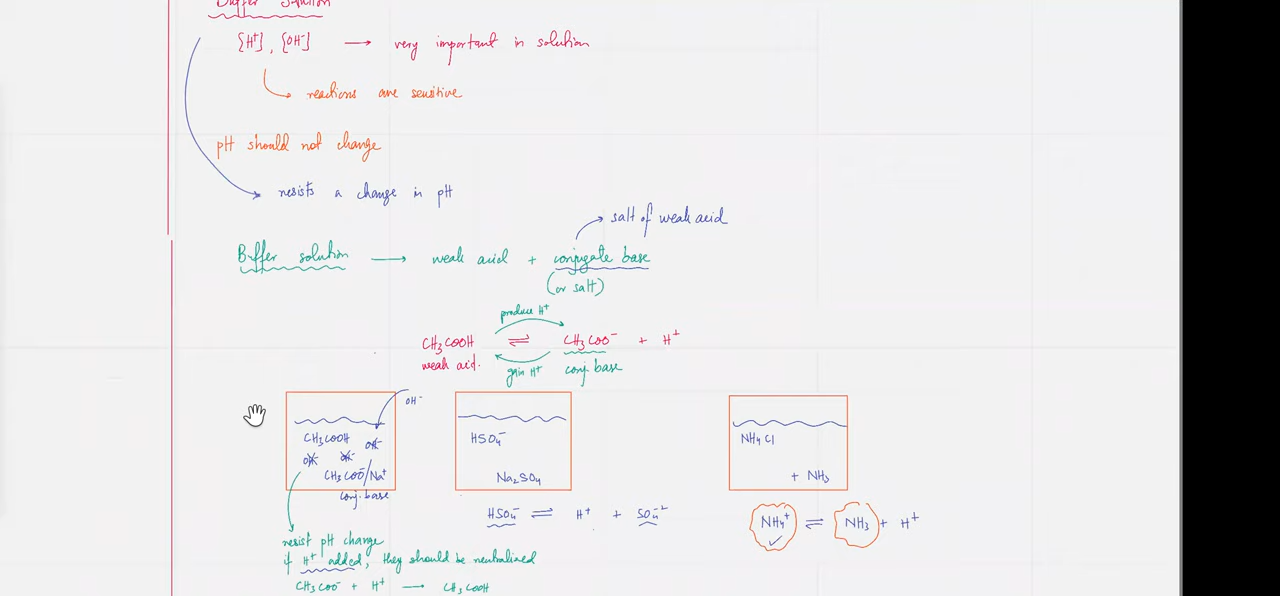 Buffer solution
[H⁺], [OH⁻] → very important in solution
reactions are sensitive
pH should not change
resists a change in pH
salt of weak acid
Buffer solution → weak acid + conjugate base
(or salt)
produce H⁺
CH₃COOH ⇌ CH₃COO⁻ + H⁺
weak acid. gain H⁺ conj base
OH⁻
CH₃COOH OH⁻
OH⁻ OH⁻
CH₃COO⁻/Na⁺
conj. base
HSO₄⁻
Na₂SO₄
NH₄Cl
+ NH₃
HSO₄⁻ ⇌ H⁺ + SO₄⁻²
NH₄⁺ ⇌ NH₃ + H⁺
resist pH change
if H⁺ added, they should be neutralized
CH₃COO⁻ + H⁺ → CH₃COOH